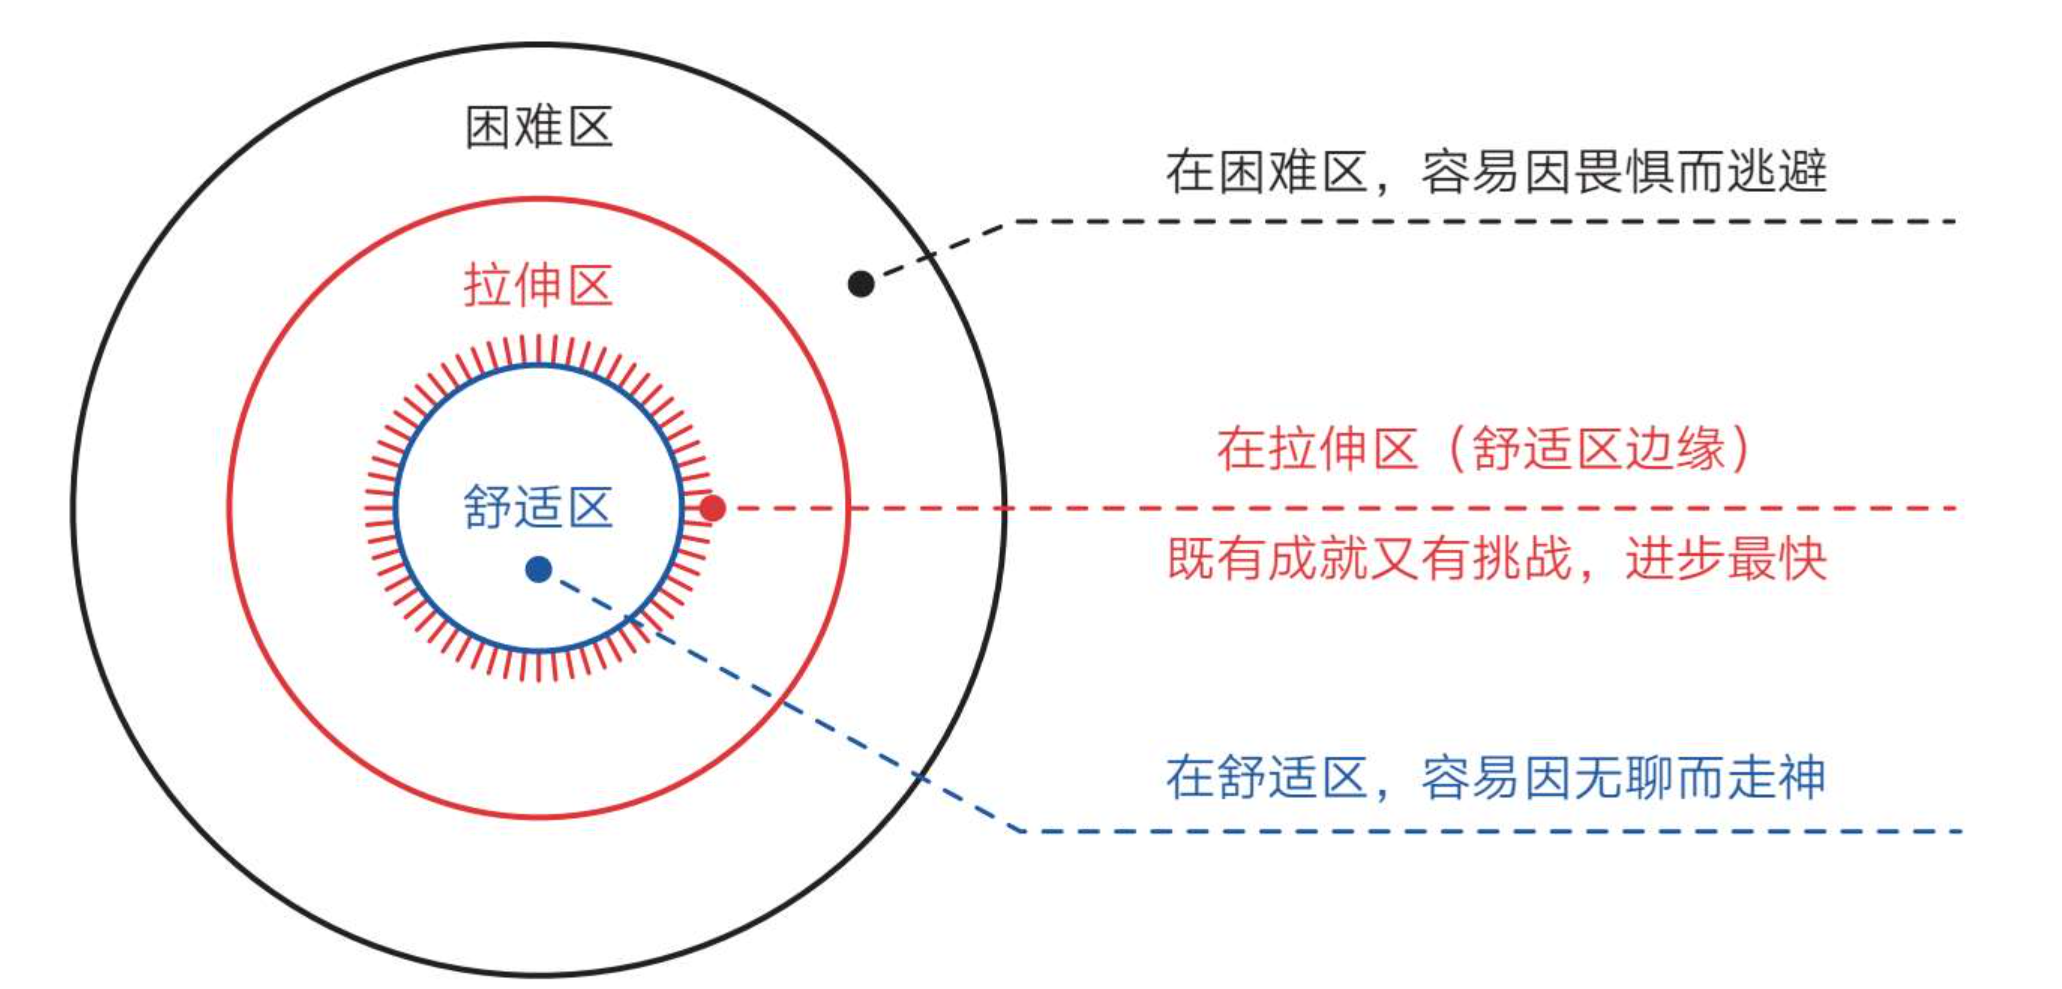 困难区
在困难区，容易因畏惧而逃避
拉伸区
在拉伸区（舒适区边缘）
既有成就又有挑战，进步最快
舒适区
在舒适区，容易因无聊而走神